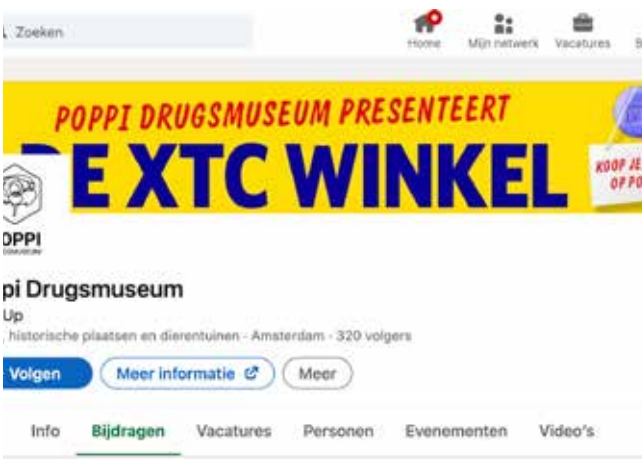 Zoeken
Home Mijn netwerk Vacatures
POPPI DRUGSMUSEUM PRESENTEERT
DE XTC WINKEL
KOOP JE
OP PO
OPPI
pi Drugsmuseum
Up
historische plaatsen en dierentuinen - Amsterdam - 320 volgers
Volgen Meer informatie Meer
Info Bijdragen Vacatures Personen Evenementen Video's